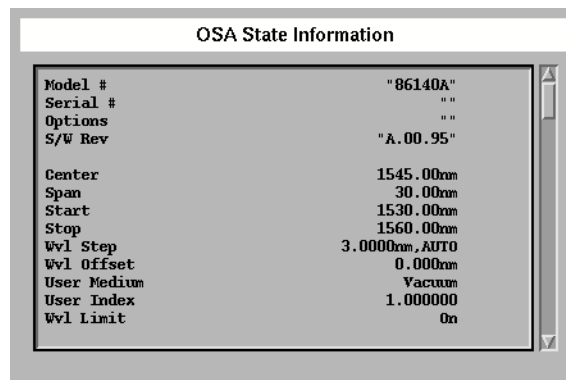 OSA State Information
Model # "86140A"
Serial # ""
Options ""
S/W Rev "A.00.95"
Center 1545.00nm
Span 30.00nm
Start 1530.00nm
Stop 1560.00nm
Wvl Step 3.0000nm,AUTO
Wvl Offset 0.000nm
User Medium Vacuum
User Index 1.000000
Wvl Limit On